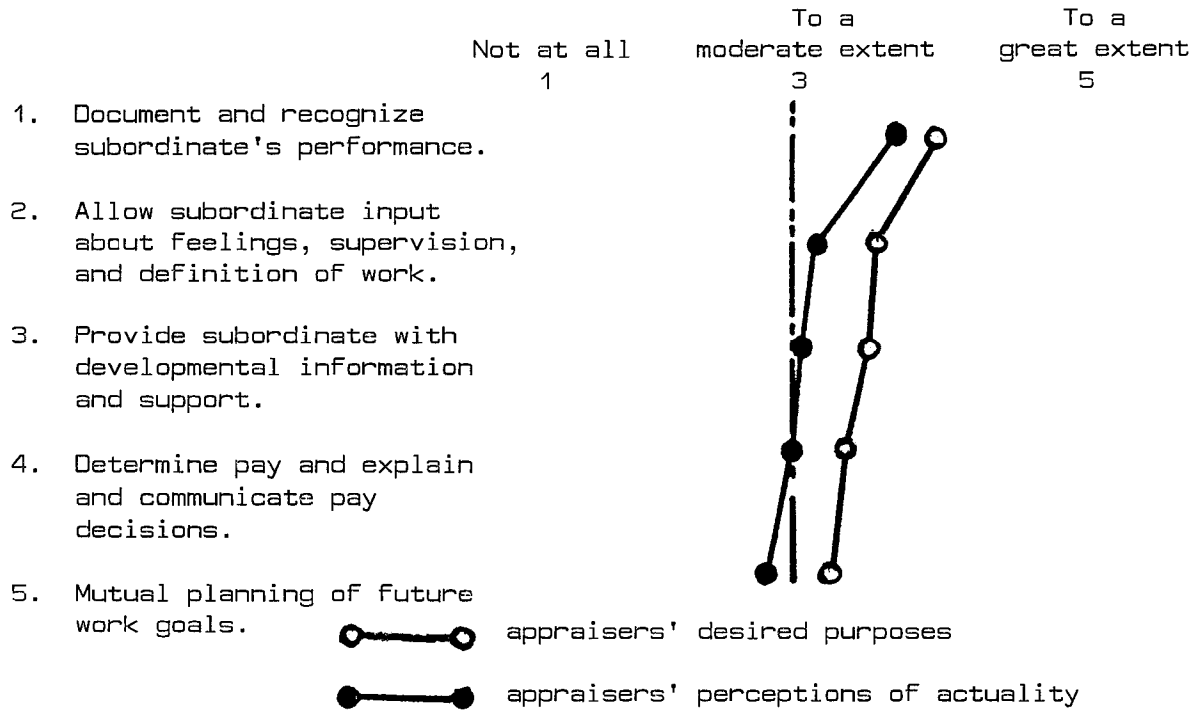 To a To a
Not at all moderate extent great extent
1 3 5
1. Document and recognize
subordinate's performance.
2. Allow subordinate input
about feelings, supervision,
and definition of work.
3. Provide subordinate with
developmental information
and support.
4. Determine pay and explain
and communicate pay
decisions.
5. Mutual planning of future
work goals.
appraisers' desired purposes
appraisers' perceptions of actuality